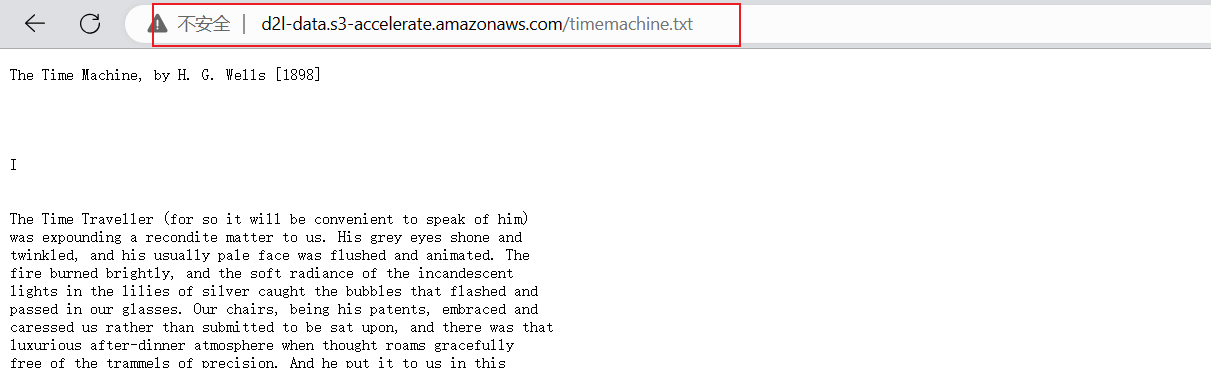 不安全 | d2l-data.s3-accelerate.amazonaws.com/timemachine.txt
The Time Machine, by H. G. Wells [1898]
I
The Time Traveller (for so it will be convenient to speak of him)
was expounding a recondite matter to us. His grey eyes shone and
twinkled, and his usually pale face was flushed and animated. The
fire burned brightly, and the soft radiance of the incandescent
lights in the lilies of silver caught the bubbles that flashed and
passed in our glasses. Our chairs, being his patents, embraced and
caressed us rather than submitted to be sat upon, and there was that
luxurious after-dinner atmosphere when thought roams gracefully
free of the trammels of precision. And he put it to us in this